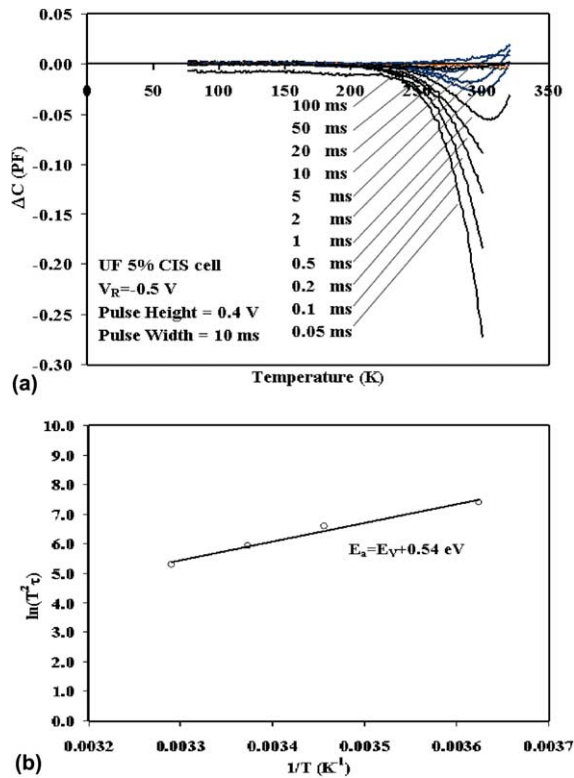 0.05
0.00
0 50 100 150 200 250 300 350
-0.05
-0.10
-0.15
-0.20
-0.25
-0.30
ΔC (PF)
100 ms
50 ms
20 ms
10 ms
5 ms
2 ms
1 ms
0.5 ms
0.2 ms
0.1 ms
0.05 ms
UF 5% CIS cell
V_R=-0.5 V
Pulse Height = 0.4 V
Pulse Width = 10 ms
Temperature (K)
(a)
10.0
9.0
8.0
7.0
6.0
5.0
4.0
3.0
2.0
1.0
0.0
ln(T²τ)
E_a=E_V+0.54 eV
0.0032 0.0033 0.0034 0.0035 0.0036 0.0037
1/T (K⁻¹)
(b)